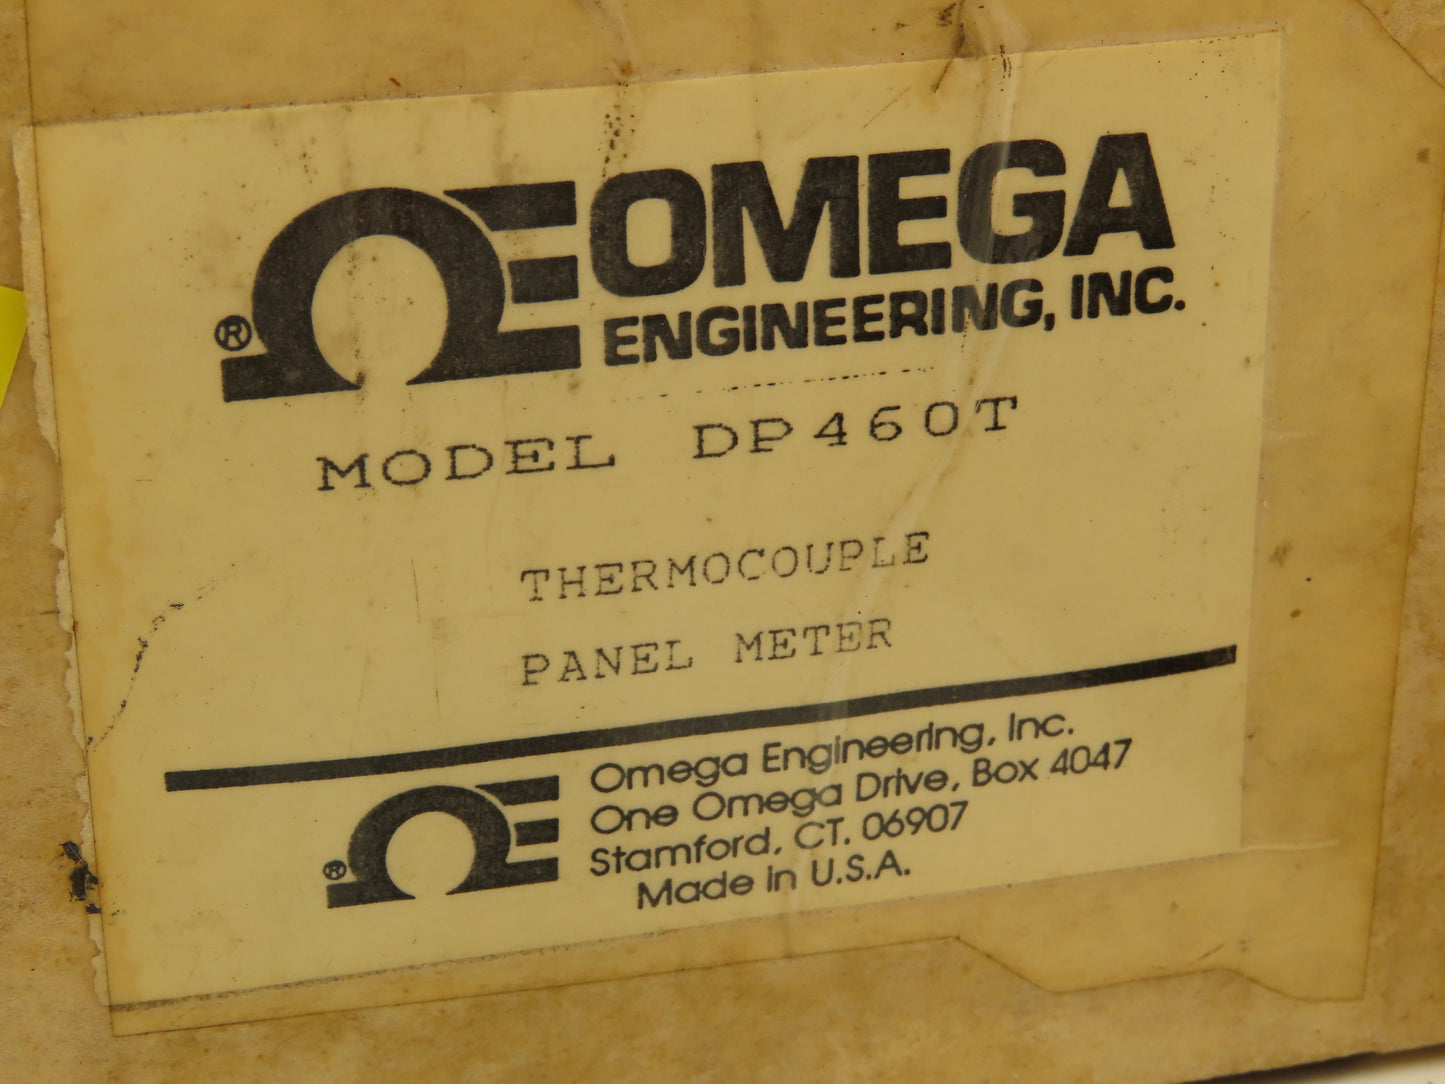 ® OMEGA
ENGINEERING, INC.
MODEL DP460T
THERMOCOUPLE
PANEL METER
Omega Engineering, Inc.
One Omega Drive, Box 4047
Stamford, CT. 06907
® Made in U.S.A.